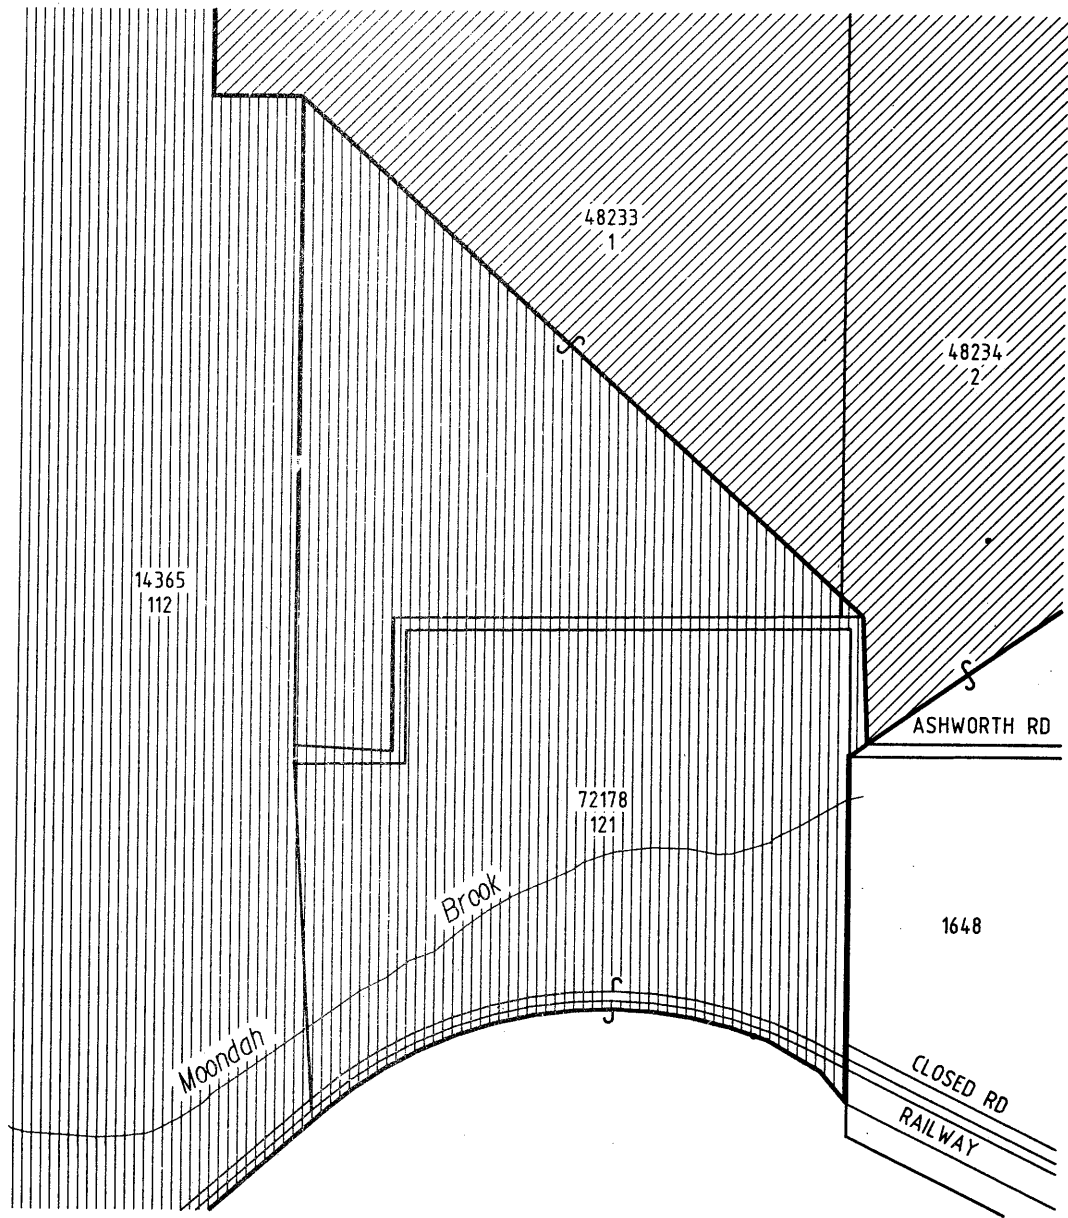 48233
1
48234
2
14365
112
ASHWORTH RD
72178
121
Brook
1648
Moondah
CLOSED RD
RAILWAY